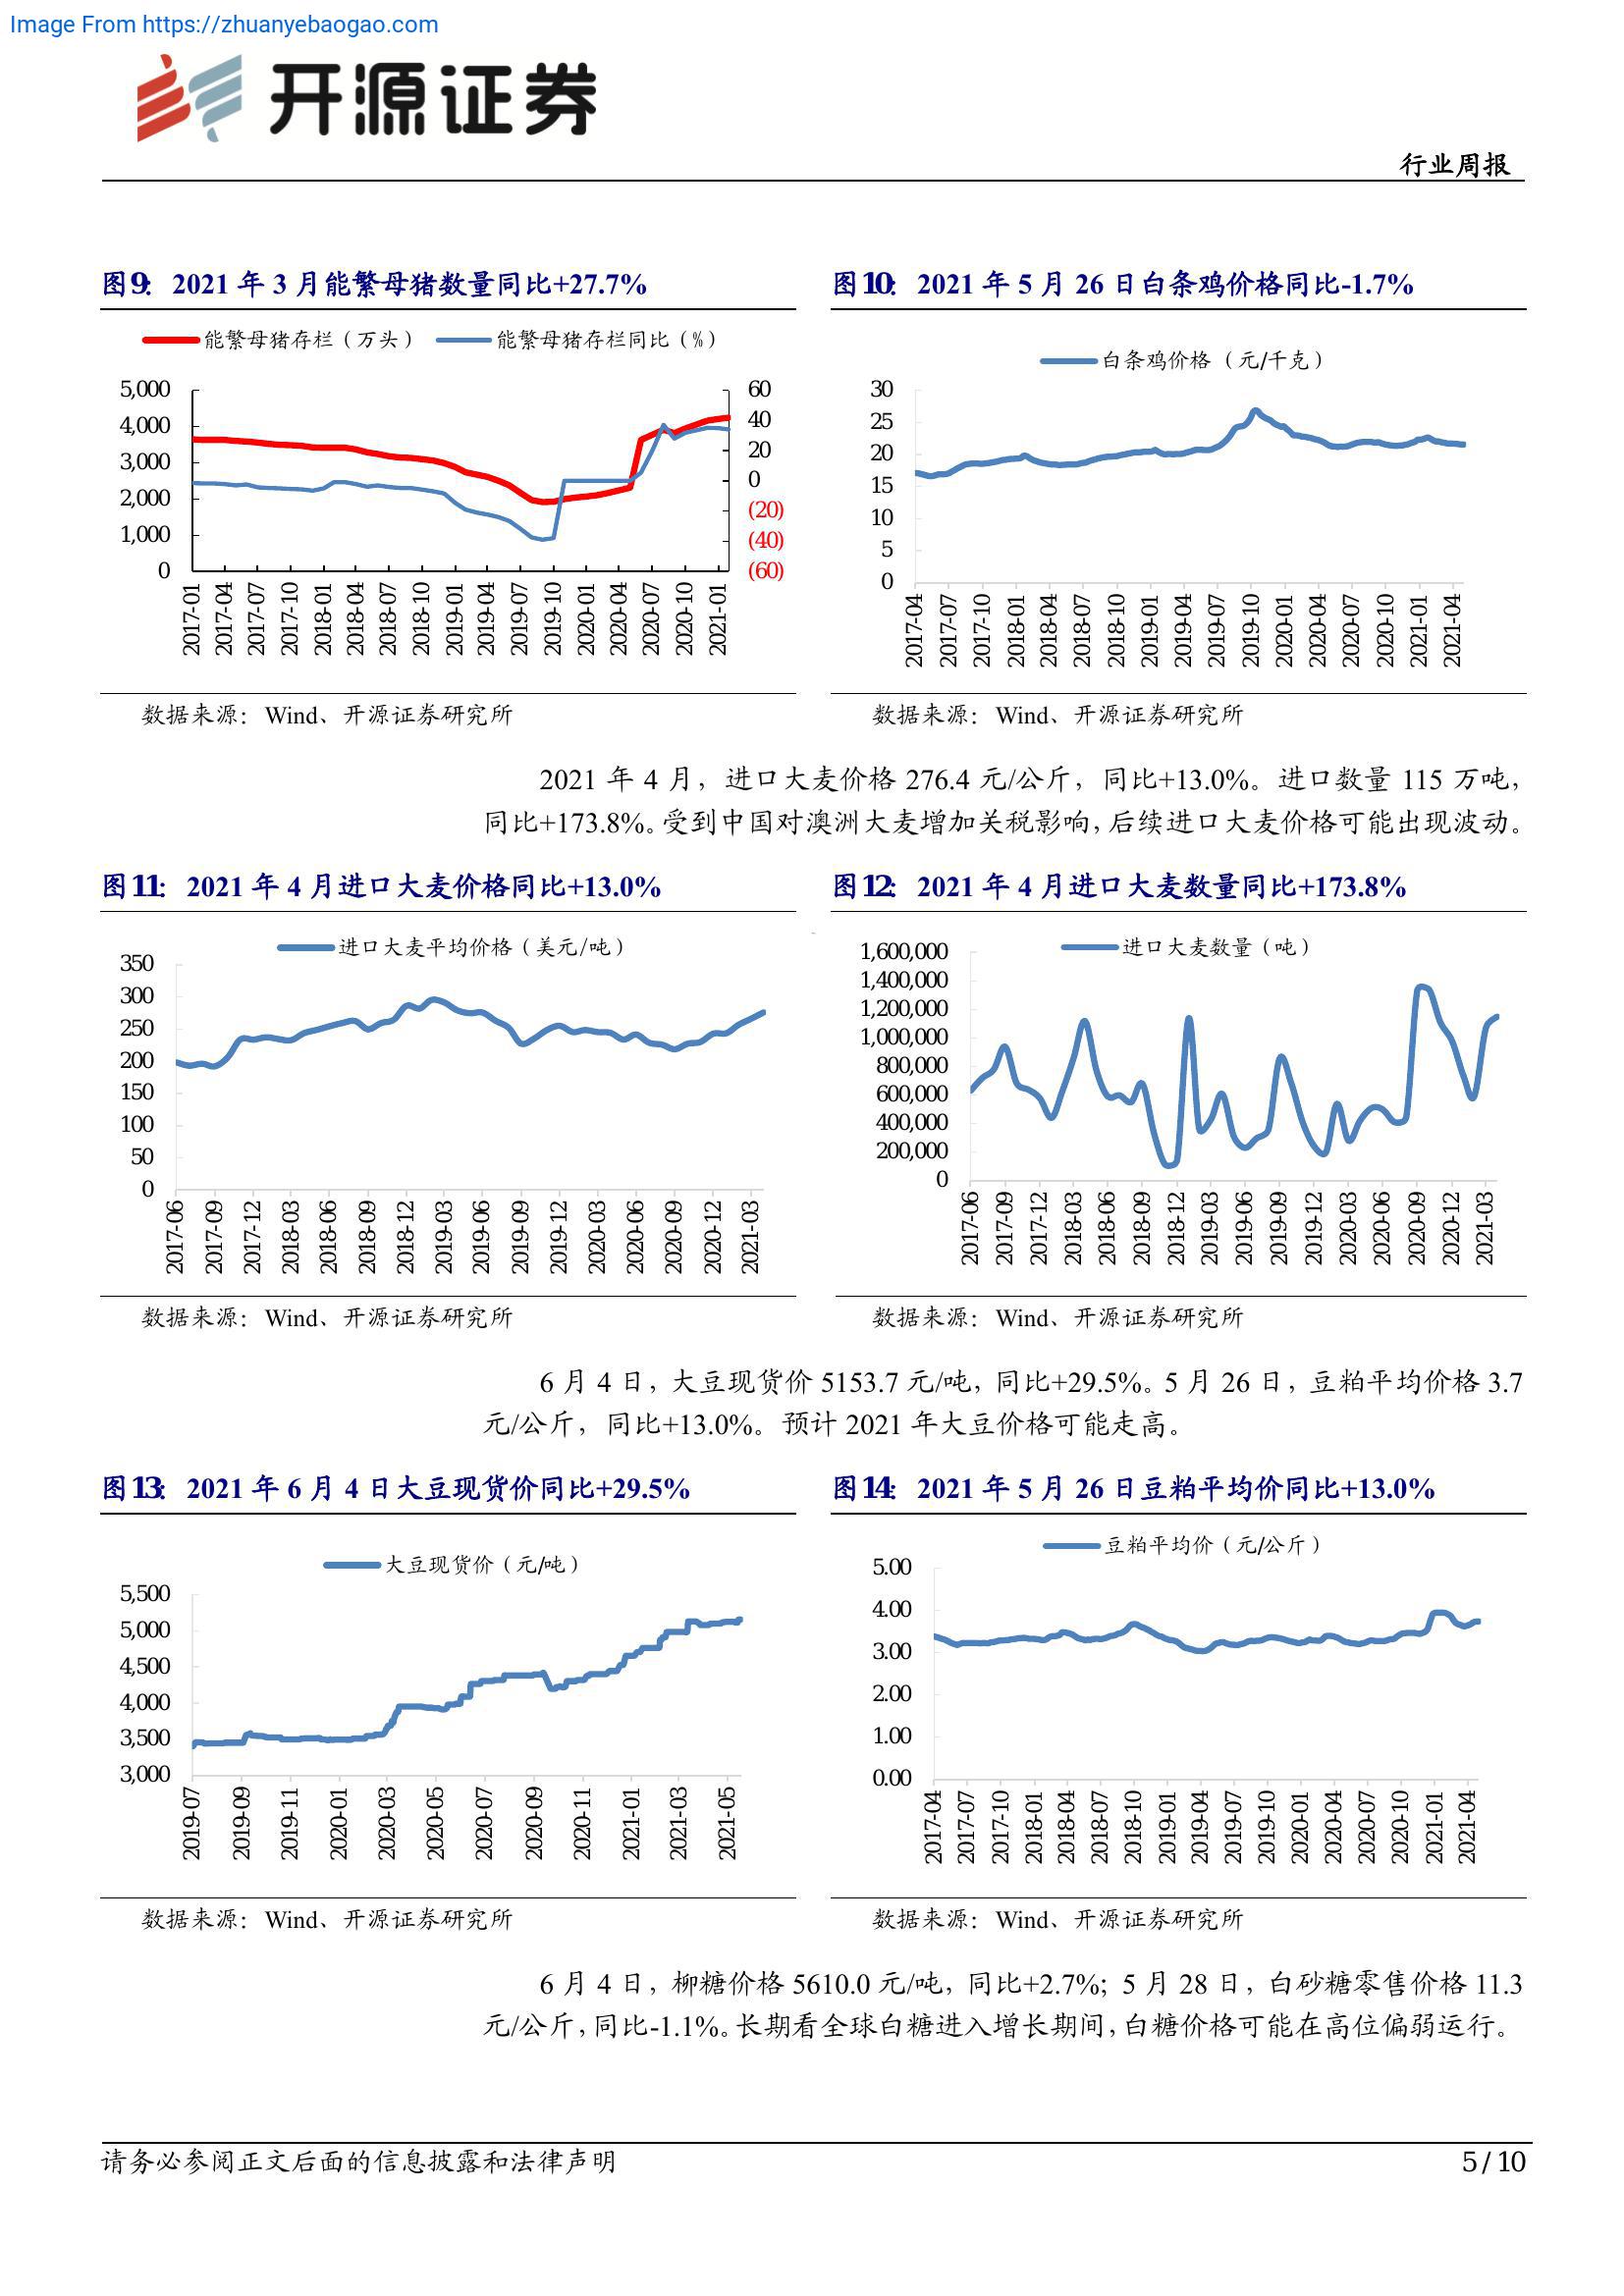 Image From https://zhuanyebaogao.com
开源证券
行业周报
图9： 2021 年 3 月能繁母猪数量同比+27.7%
能繁母猪存栏（万头） 能繁母猪存栏同比（%）
5,000
4,000
3,000
2,000
1,000
0
60
40
20
0
(20)
(40)
(60)
2017-01 2017-04 2017-07 2017-10 2018-01 2018-04 2018-07 2018-10 2019-01 2019-04 2019-07 2019-10 2020-01 2020-04 2020-07 2020-10 2021-01
数据来源：Wind、开源证券研究所
图10： 2021 年 5 月 26 日白条鸡价格同比-1.7%
白条鸡价格（元/千克）
30
25
20
15
10
5
0
2017-04 2017-07 2017-10 2018-01 2018-04 2018-07 2018-10 2019-01 2019-04 2019-07 2019-10 2020-01 2020-04 2020-07 2020-10 2021-01 2021-04
数据来源：Wind、开源证券研究所
2021 年 4 月，进口大麦价格 276.4 元/公斤，同比+13.0%。进口数量 115 万吨，
同比+173.8%。受到中国对澳洲大麦增加关税影响，后续进口大麦价格可能出现波动。
图11： 2021 年 4 月进口大麦价格同比+13.0%
进口大麦平均价格（美元/吨）
350
300
250
200
150
100
50
0
2017-06 2017-09 2017-12 2018-03 2018-06 2018-09 2018-12 2019-03 2019-06 2019-09 2019-12 2020-03 2020-06 2020-09 2020-12 2021-03
数据来源：Wind、开源证券研究所
图12： 2021 年 4 月进口大麦数量同比+173.8%
进口大麦数量（吨）
1,600,000
1,400,000
1,200,000
1,000,000
800,000
600,000
400,000
200,000
0
2017-06 2017-09 2017-12 2018-03 2018-06 2018-09 2018-12 2019-03 2019-06 2019-09 2019-12 2020-03 2020-06 2020-09 2020-12 2021-03
数据来源：Wind、开源证券研究所
6 月 4 日，大豆现货价 5153.7 元/吨，同比+29.5%。5 月 26 日，豆粕平均价格 3.7
元/公斤，同比+13.0%。预计 2021 年大豆价格可能走高。
图13： 2021 年 6 月 4 日大豆现货价同比+29.5%
大豆现货价（元/吨）
5,500
5,000
4,500
4,000
3,500
3,000
2019-07 2019-09 2019-11 2020-01 2020-03 2020-05 2020-07 2020-09 2020-11 2021-01 2021-03 2021-05
数据来源：Wind、开源证券研究所
图14： 2021 年 5 月 26 日豆粕平均价同比+13.0%
豆粕平均价（元/公斤）
5.00
4.00
3.00
2.00
1.00
0.00
2017-04 2017-07 2017-10 2018-01 2018-04 2018-07 2018-10 2019-01 2019-04 2019-07 2019-10 2020-01 2020-04 2020-07 2020-10 2021-01 2021-04
数据来源：Wind、开源证券研究所
6 月 4 日，柳糖价格 5610.0 元/吨，同比+2.7%；5 月 28 日，白砂糖零售价格 11.3
元/公斤，同比-1.1%。长期看全球白糖进入增长期间，白糖价格可能在高位偏弱运行。
请务必参阅正文后面的信息披露和法律声明
5 / 10